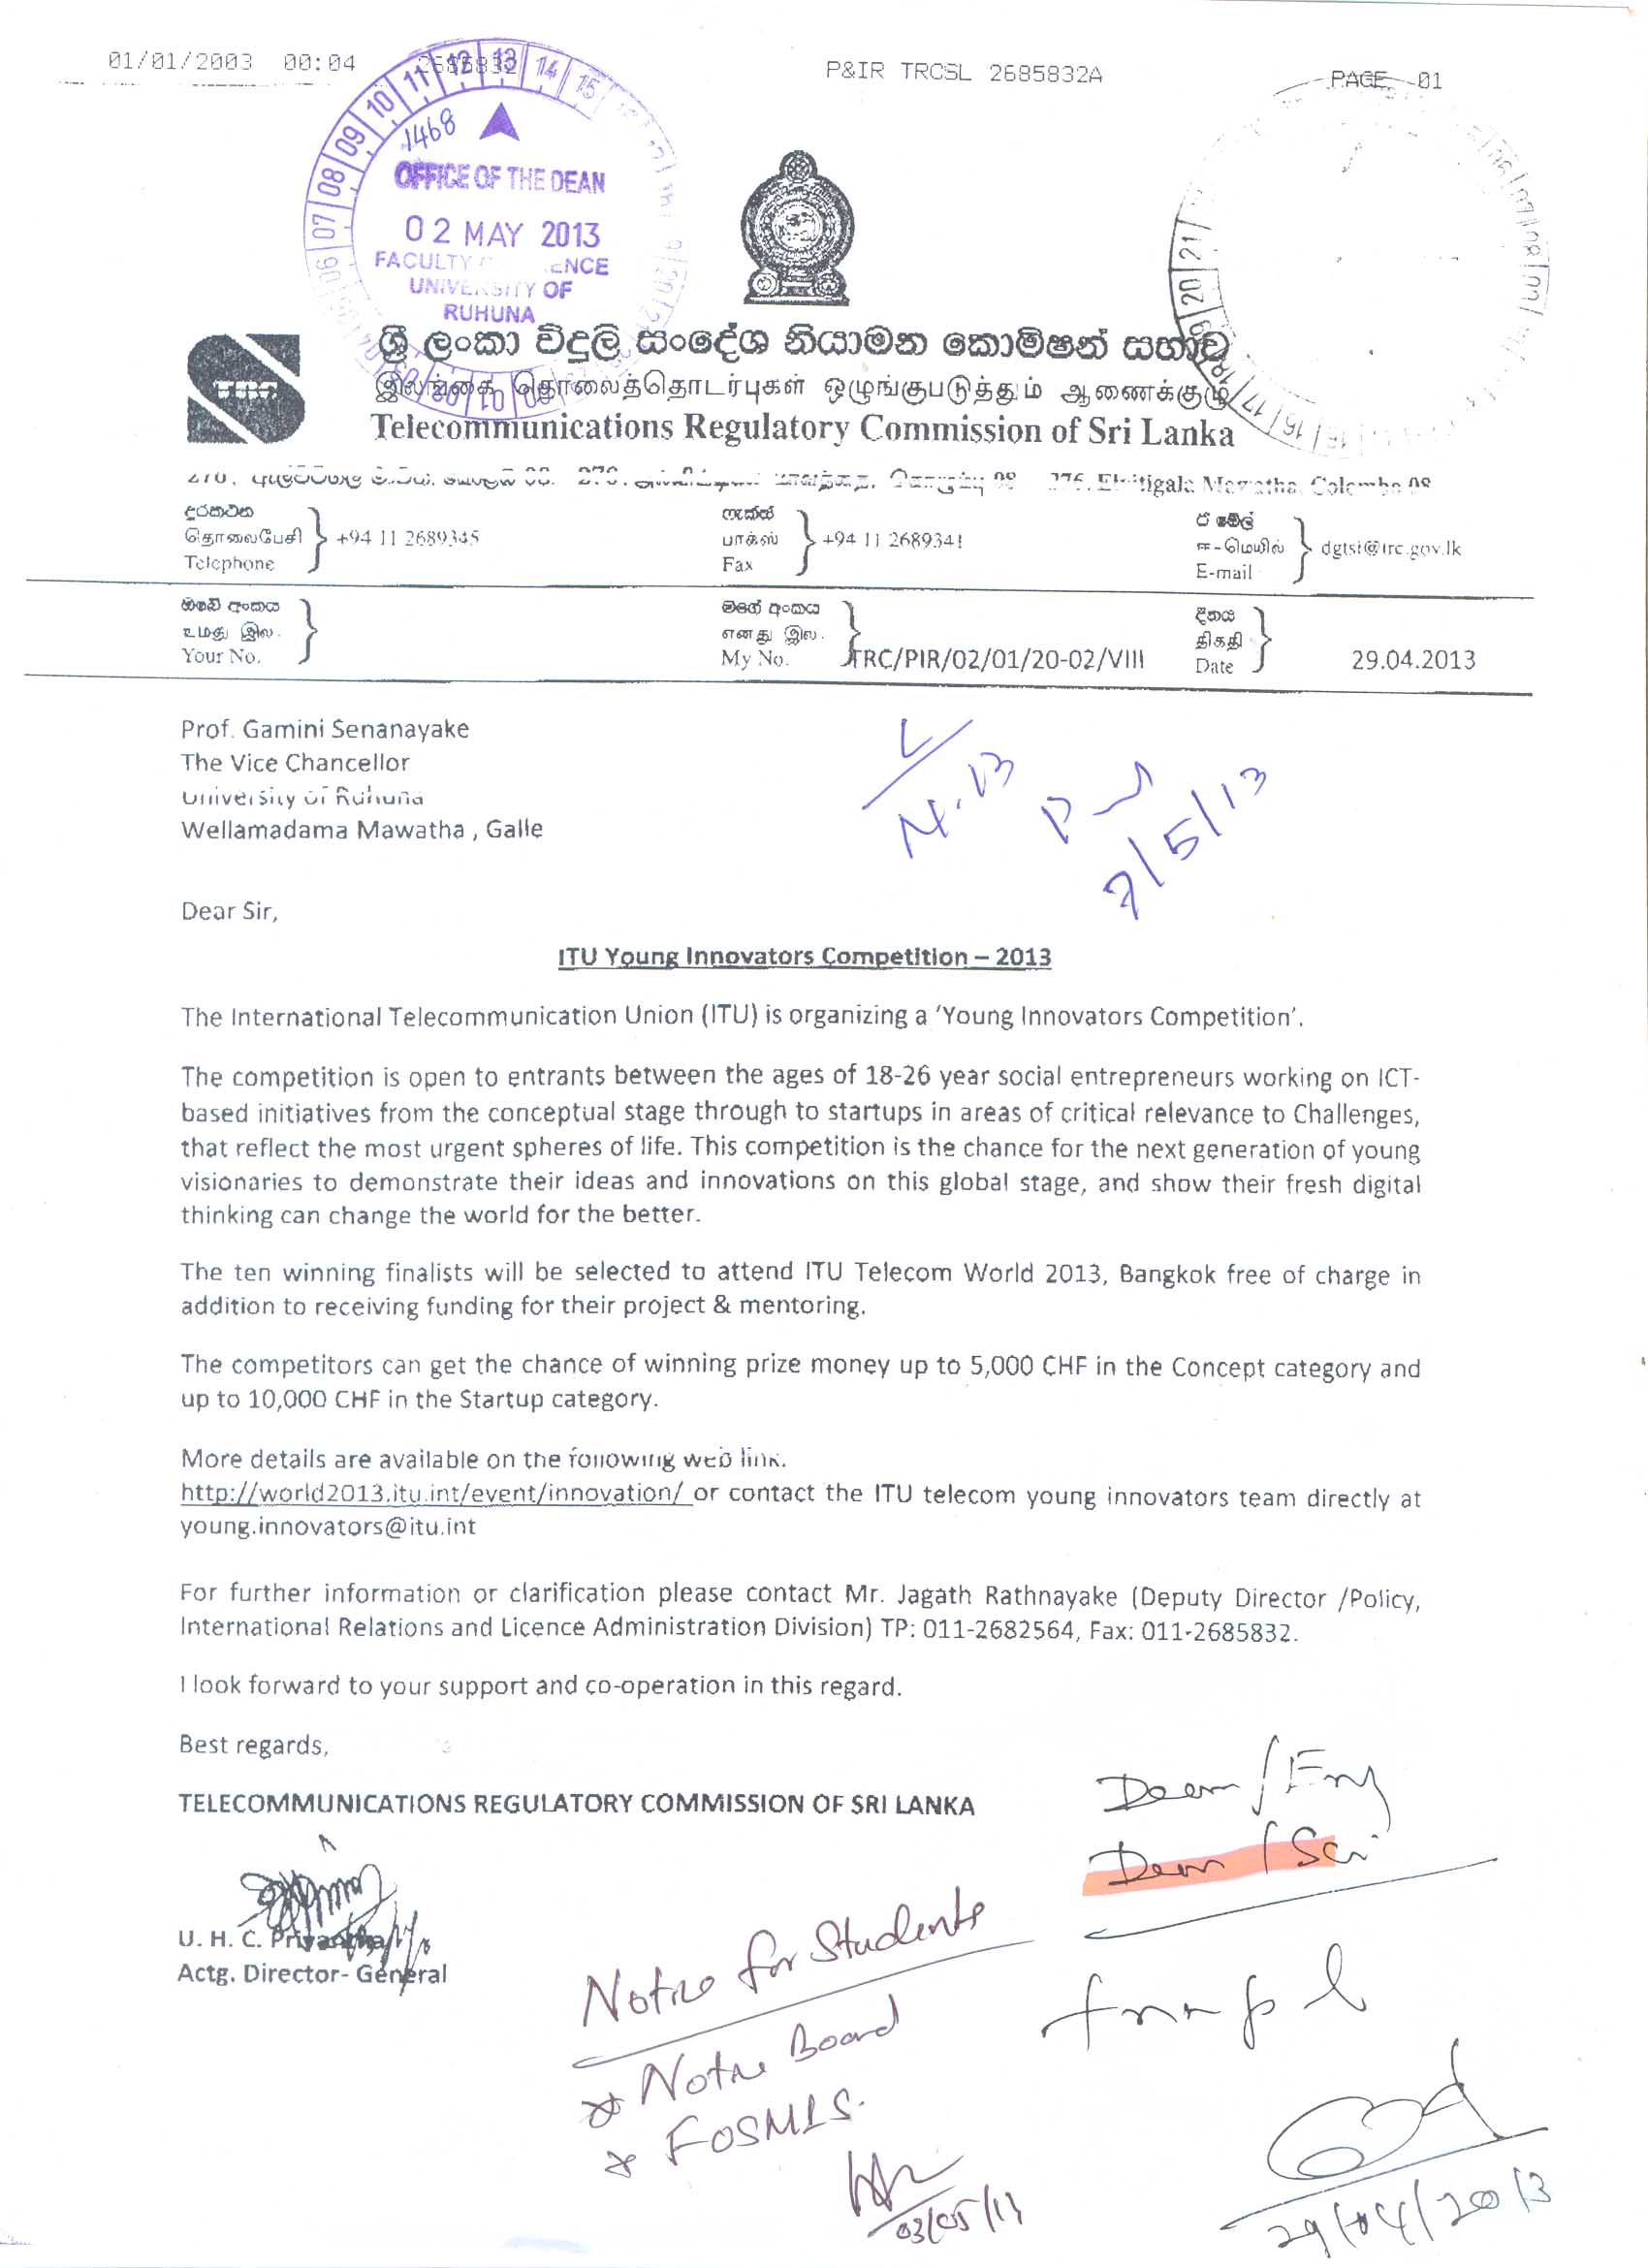 01/01/2003 00:04 2685832 P&IR TRCSL 2685832A PAGE 01
10 11 12 13 14 15
1468
OFFICE OF THE DEAN
02 MAY 2013
FACULTY
UNIVERSITY OF
RUHUNA
ශ්‍රී ලංකා විදුලි සංදේශ නියාමන කොමිෂන් සභාව
இலங்கை தொலைத்தொடர்புகள் ஒழுங்குபடுத்தும் ஆணைக்குழு
TRC
Telecommunications Regulatory Commission of Sri Lanka
276, Elvitigala Mawatha, Colombo 08
දුරකථන
தொலைபேசி +94 11 2689345
Telephone
ෆැක්ස්
பாக்ஸ் +94 11 2689341
Fax
ඊ මේල්
ஈ-மெயில் dgtsl@trc.gov.lk
E-mail
ඔබේ අංකය
உமது இல.
Your No.
මගේ අංකය
எனது இல.
My No. TRC/PIR/02/01/20-02/VIII
දිනය
திகதி
Date 29.04.2013
Prof. Gamini Senanayake
The Vice Chancellor
University of Ruhuna
Wellamadama Mawatha , Galle
2/5/13
Dear Sir,
ITU Young Innovators Competition – 2013
The International Telecommunication Union (ITU) is organizing a 'Young Innovators Competition'.
The competition is open to entrants between the ages of 18-26 year social entrepreneurs working on ICT-
based initiatives from the conceptual stage through to startups in areas of critical relevance to Challenges,
that reflect the most urgent spheres of life. This competition is the chance for the next generation of young
visionaries to demonstrate their ideas and innovations on this global stage, and show their fresh digital
thinking can change the world for the better.
The ten winning finalists will be selected to attend ITU Telecom World 2013, Bangkok free of charge in
addition to receiving funding for their project & mentoring.
The competitors can get the chance of winning prize money up to 5,000 CHF in the Concept category and
up to 10,000 CHF in the Startup category.
More details are available on the following web link.
http://world2013.itu.int/event/innovation/ or contact the ITU telecom young innovators team directly at
young.innovators@itu.int
For further information or clarification please contact Mr. Jagath Rathnayake (Deputy Director /Policy,
International Relations and Licence Administration Division) TP: 011-2682564, Fax: 011-2685832.
I look forward to your support and co-operation in this regard.
Best regards,
TELECOMMUNICATIONS REGULATORY COMMISSION OF SRI LANKA
Dean / Eng
Dean / Sci
U. H. C. Priyantha
Actg. Director- General
Notice for Students
* Notice Board
* FOSMIS.
03/05/13
29/04/2013